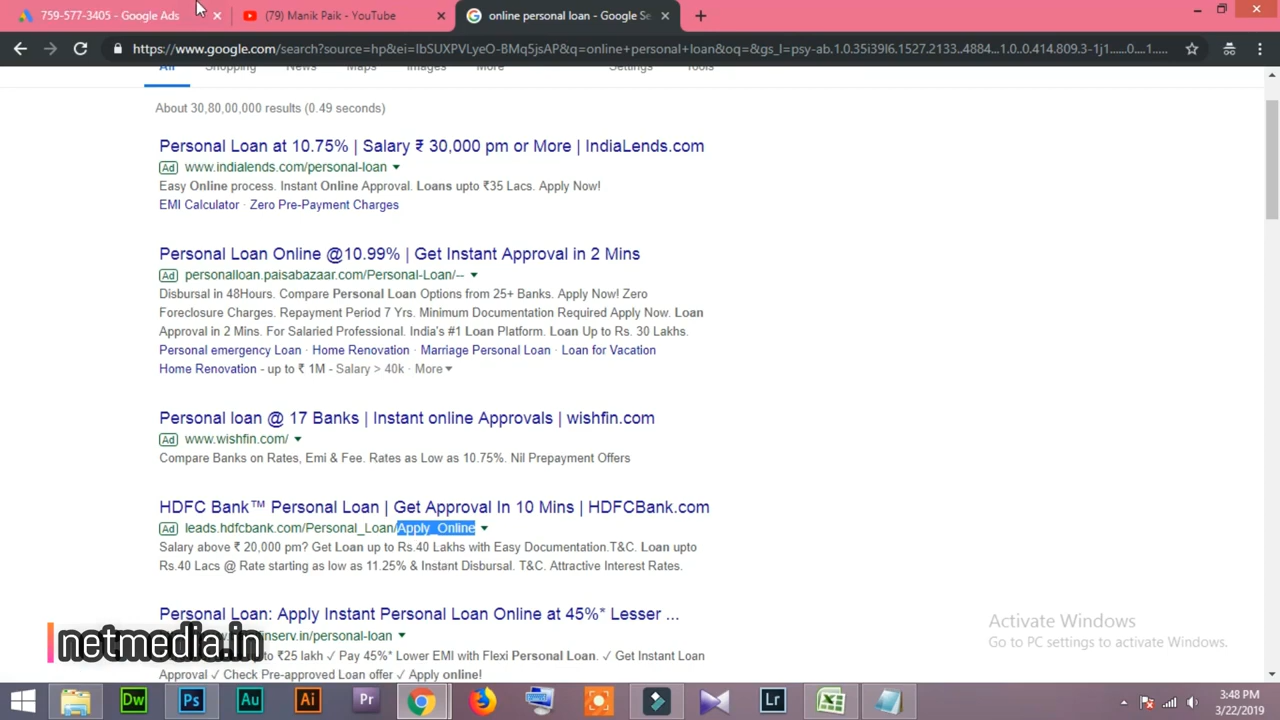 759-577-3405 - Google Ads
(79) Manik Paik - YouTube
online personal loan - Google Se
https://www.google.com/search?source=hp&ei=IbSUXPVLyeO-BMq5jsAP&q=online+personal+loan&oq=&gs_l=psy-ab.1.0.35i39l6.1527.2133..4884...1.0..0.414.809.3-1j1......0....1.....
All Shopping News Maps Images More Settings Tools
About 30,80,00,000 results (0.49 seconds)
Personal Loan at 10.75% | Salary ₹ 30,000 pm or More | IndiaLends.com
Ad www.indialends.com/personal-loan
Easy Online process. Instant Online Approval. Loans upto ₹35 Lacs. Apply Now!
EMI Calculator · Zero Pre-Payment Charges
Personal Loan Online @10.99% | Get Instant Approval in 2 Mins
Ad personalloan.paisabazaar.com/Personal-Loan/--
Disbursal in 48Hours. Compare Personal Loan Options from 25+ Banks. Apply Now! Zero
Foreclosure Charges. Repayment Period 7 Yrs. Minimum Documentation Required Apply Now. Loan
Approval in 2 Mins. For Salaried Professional. India's #1 Loan Platform. Loan Up to Rs. 30 Lakhs.
Personal emergency Loan · Home Renovation · Marriage Personal Loan · Loan for Vacation
Home Renovation - up to ₹ 1M - Salary > 40k · More
Personal loan @ 17 Banks | Instant online Approvals | wishfin.com
Ad www.wishfin.com/
Compare Banks on Rates, Emi & Fee. Rates as Low as 10.75%. Nil Prepayment Offers
HDFC Bank™ Personal Loan | Get Approval In 10 Mins | HDFCBank.com
Ad leads.hdfcbank.com/Personal_Loan/Apply_Online
Salary above ₹ 20,000 pm? Get Loan up to Rs.40 Lakhs with Easy Documentation.T&C. Loan upto
Rs.40 Lacs @ Rate starting as low as 11.25% & Instant Disbursal. T&C. Attractive Interest Rates.
Personal Loan: Apply Instant Personal Loan Online at 45%* Lesser ...
finserv.in/personal-loan
to ₹25 lakh ✓ Pay 45%* Lower EMI with Flexi Personal Loan. ✓ Get Instant Loan
Approval ✓ Check Pre-approved Loan offer ✓ Apply online!
netmedia.in
Activate Windows
Go to PC settings to activate Windows.
Dw
Ps
Au
Ai
Pr
Lr
3:48 PM
3/22/2019